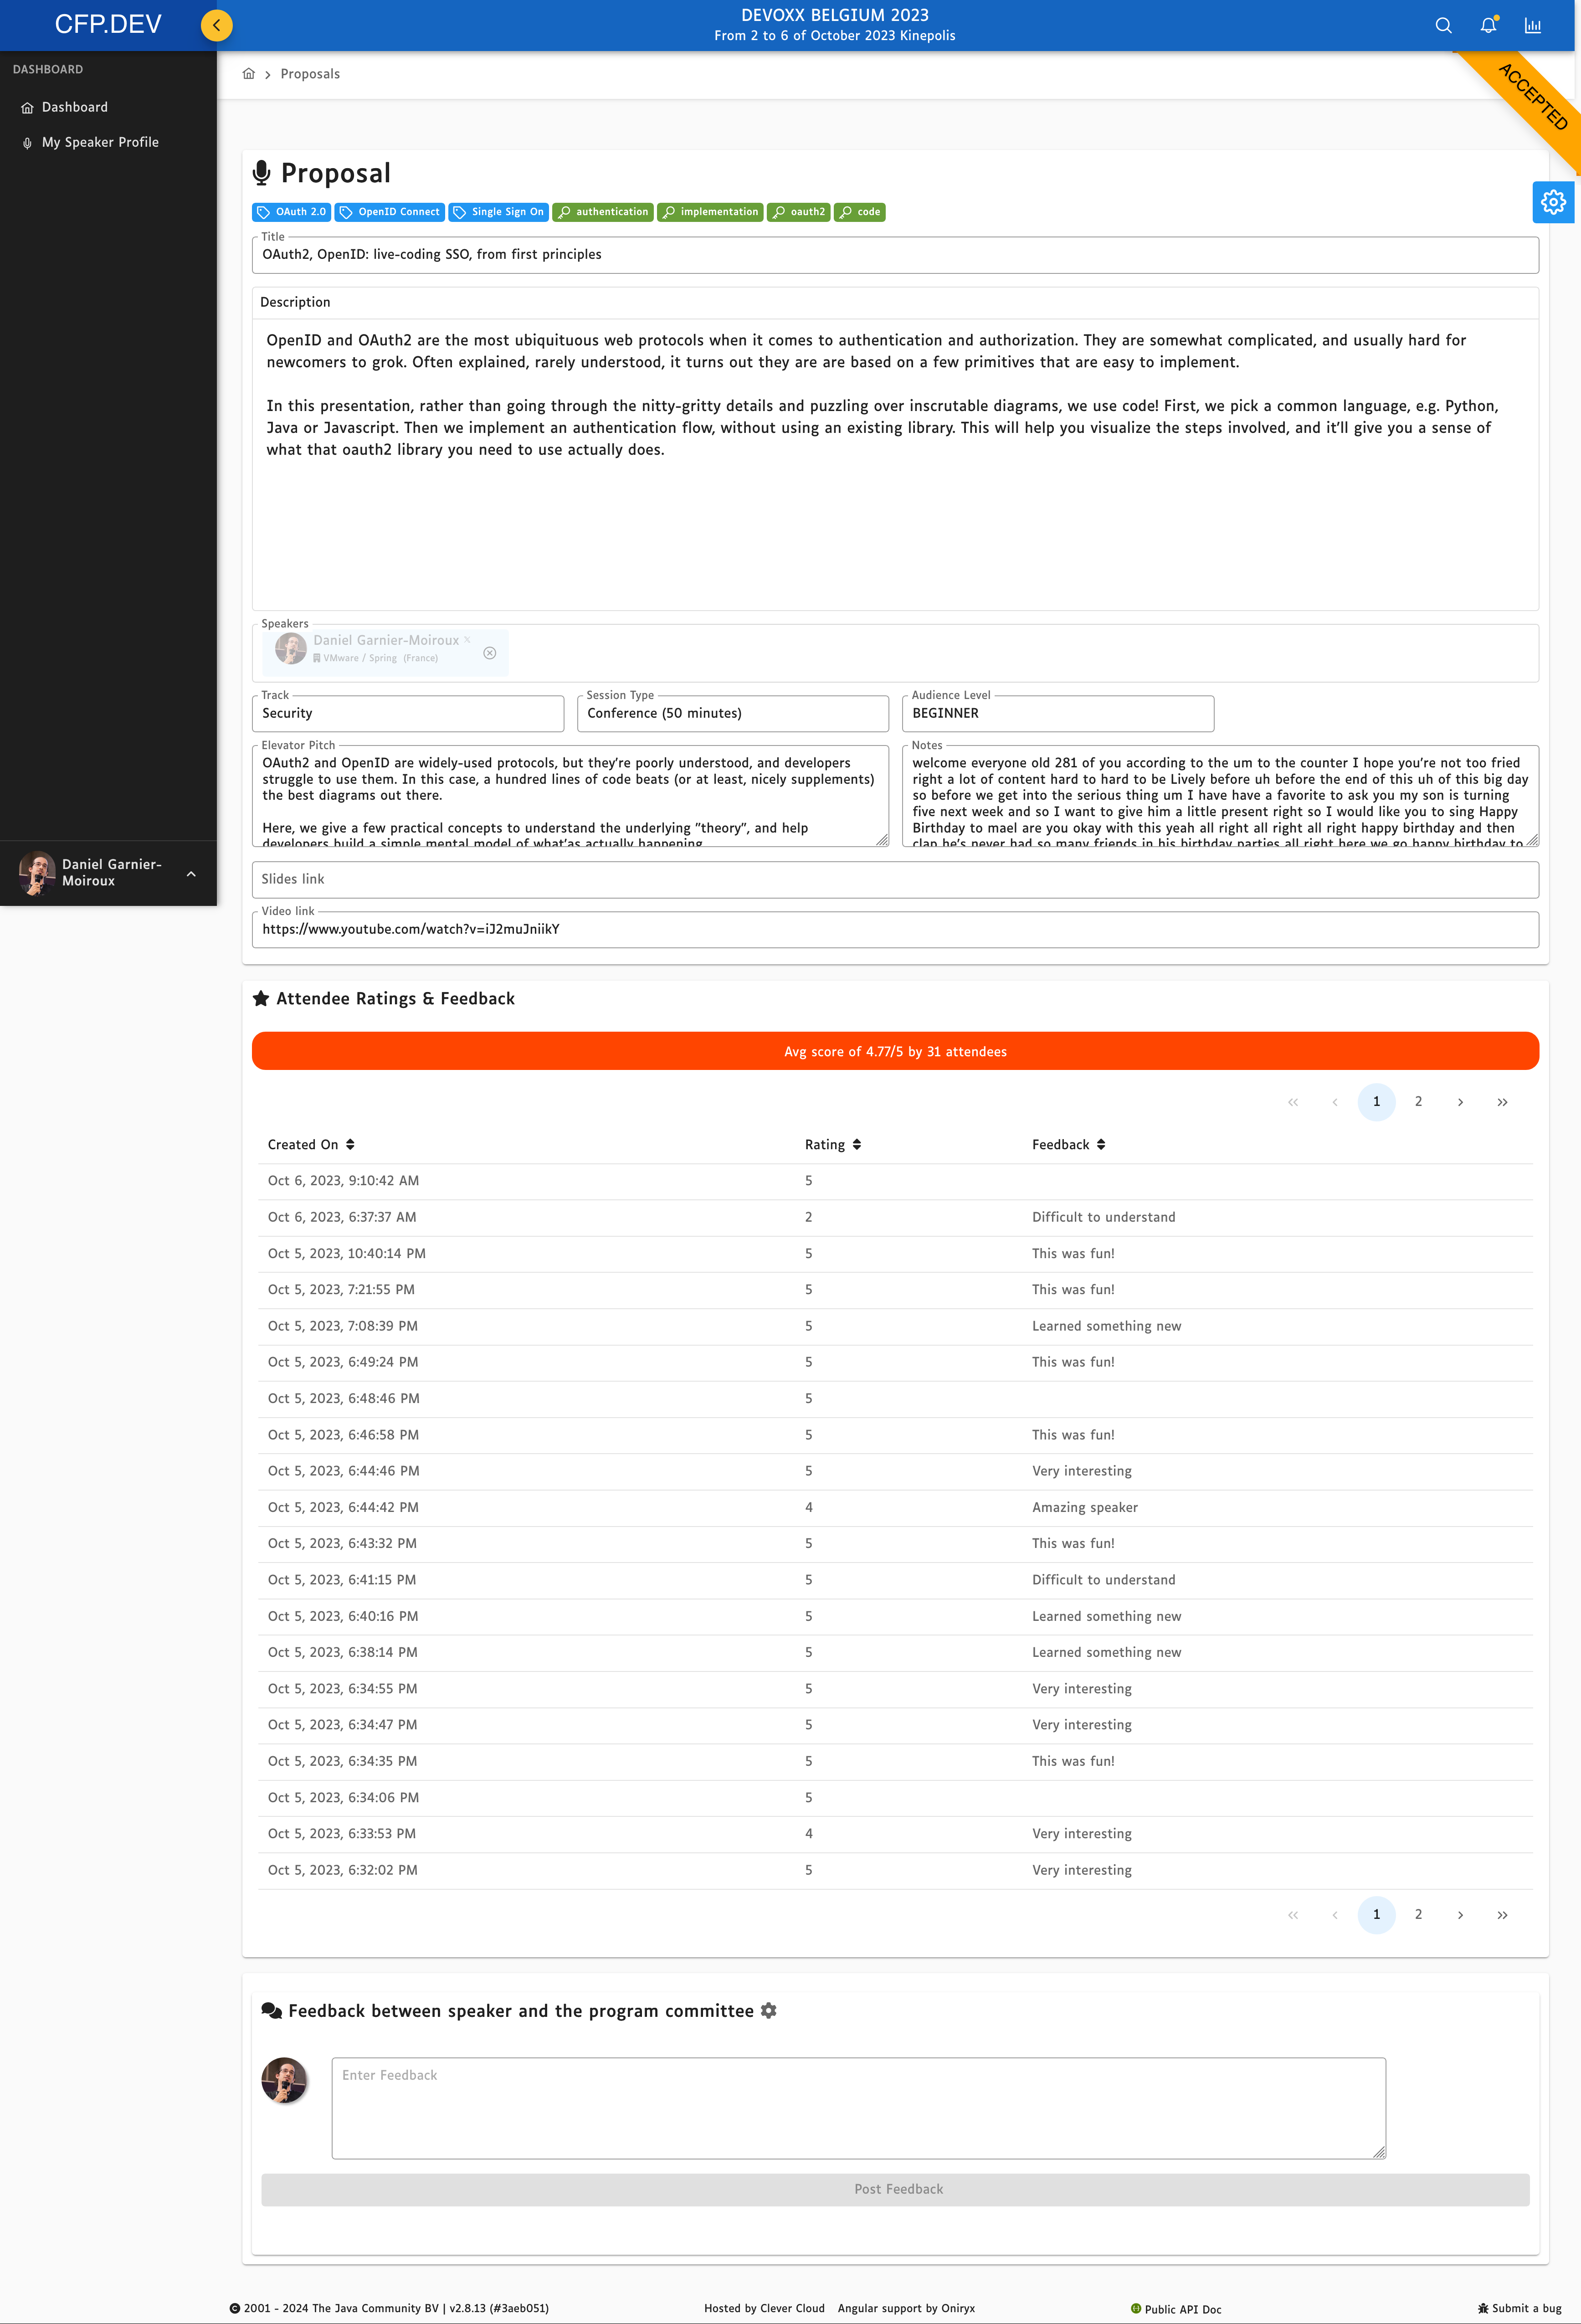 CFP.DEV
DEVOXX BELGIUM 2023
From 2 to 6 of October 2023 Kinepolis
DASHBOARD
Dashboard
My Speaker Profile
Proposals
ACCEPTED
Proposal
OAuth 2.0 OpenID Connect Single Sign On authentication implementation oauth2 code
Title
OAuth2, OpenID: live-coding SSO, from first principles
Description
OpenID and OAuth2 are the most ubiquituous web protocols when it comes to authentication and authorization. They are somewhat complicated, and usually hard for
newcomers to grok. Often explained, rarely understood, it turns out they are are based on a few primitives that are easy to implement.
In this presentation, rather than going through the nitty-gritty details and puzzling over inscrutable diagrams, we use code! First, we pick a common language, e.g. Python,
Java or Javascript. Then we implement an authentication flow, without using an existing library. This will help you visualize the steps involved, and it'll give you a sense of
what that oauth2 library you need to use actually does.
Speakers
Daniel Garnier-Moiroux
VMware / Spring (France)
Track
Security
Session Type
Conference (50 minutes)
Audience Level
BEGINNER
Elevator Pitch
OAuth2 and OpenID are widely-used protocols, but they're poorly understood, and developers
struggle to use them. In this case, a hundred lines of code beats (or at least, nicely supplements)
the best diagrams out there.
Here, we give a few practical concepts to understand the underlying "theory", and help
developers build a simple mental model of what'as actually happening
Notes
welcome everyone old 281 of you according to the um to the counter I hope you're not too fried
right a lot of content hard to hard to be Lively before uh before the end of this uh of this big day
so before we get into the serious thing um I have have a favorite to ask you my son is turning
five next week and so I want to give him a little present right so I would like you to sing Happy
Birthday to mael are you okay with this yeah all right all right all right happy birthday and then
clap he's never had so many friends in his birthday parties all right here we go happy birthday to
Daniel Garnier-
Moiroux
Slides link
Video link
https://www.youtube.com/watch?v=iJ2muJniikY
Attendee Ratings & Feedback
Avg score of 4.77/5 by 31 attendees
1 2
Created On Rating Feedback
Oct 6, 2023, 9:10:42 AM 5
Oct 6, 2023, 6:37:37 AM 2 Difficult to understand
Oct 5, 2023, 10:40:14 PM 5 This was fun!
Oct 5, 2023, 7:21:55 PM 5 This was fun!
Oct 5, 2023, 7:08:39 PM 5 Learned something new
Oct 5, 2023, 6:49:24 PM 5 This was fun!
Oct 5, 2023, 6:48:46 PM 5
Oct 5, 2023, 6:46:58 PM 5 This was fun!
Oct 5, 2023, 6:44:46 PM 5 Very interesting
Oct 5, 2023, 6:44:42 PM 4 Amazing speaker
Oct 5, 2023, 6:43:32 PM 5 This was fun!
Oct 5, 2023, 6:41:15 PM 5 Difficult to understand
Oct 5, 2023, 6:40:16 PM 5 Learned something new
Oct 5, 2023, 6:38:14 PM 5 Learned something new
Oct 5, 2023, 6:34:55 PM 5 Very interesting
Oct 5, 2023, 6:34:47 PM 5 Very interesting
Oct 5, 2023, 6:34:35 PM 5 This was fun!
Oct 5, 2023, 6:34:06 PM 5
Oct 5, 2023, 6:33:53 PM 4 Very interesting
Oct 5, 2023, 6:32:02 PM 5 Very interesting
1 2
Feedback between speaker and the program committee
Enter Feedback
Post Feedback
2001 - 2024 The Java Community BV | v2.8.13 (#3aeb051) Hosted by Clever Cloud Angular support by Oniryx Public API Doc Submit a bug